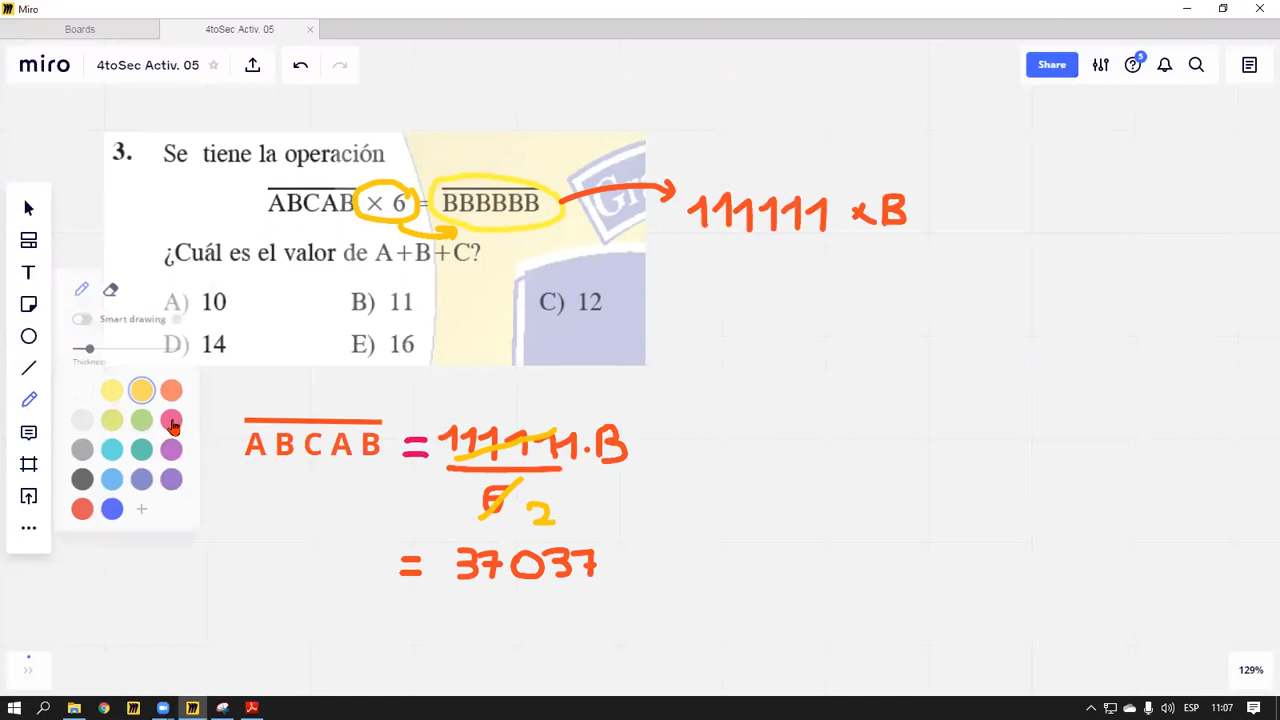 Miro
Boards
4toSec Activ. 05
miro
4toSec Activ. 05
Share
5
3. Se tiene la operación
ABCAB × 6 = BBBBBB
111111 × B
¿Cuál es el valor de A+B+C?
A) 10 B) 11 C) 12
D) 14 E) 16
Smart drawing
Thickness
ABCAB = 111111.B
6 2
= 37037
129%
ESP 11:07